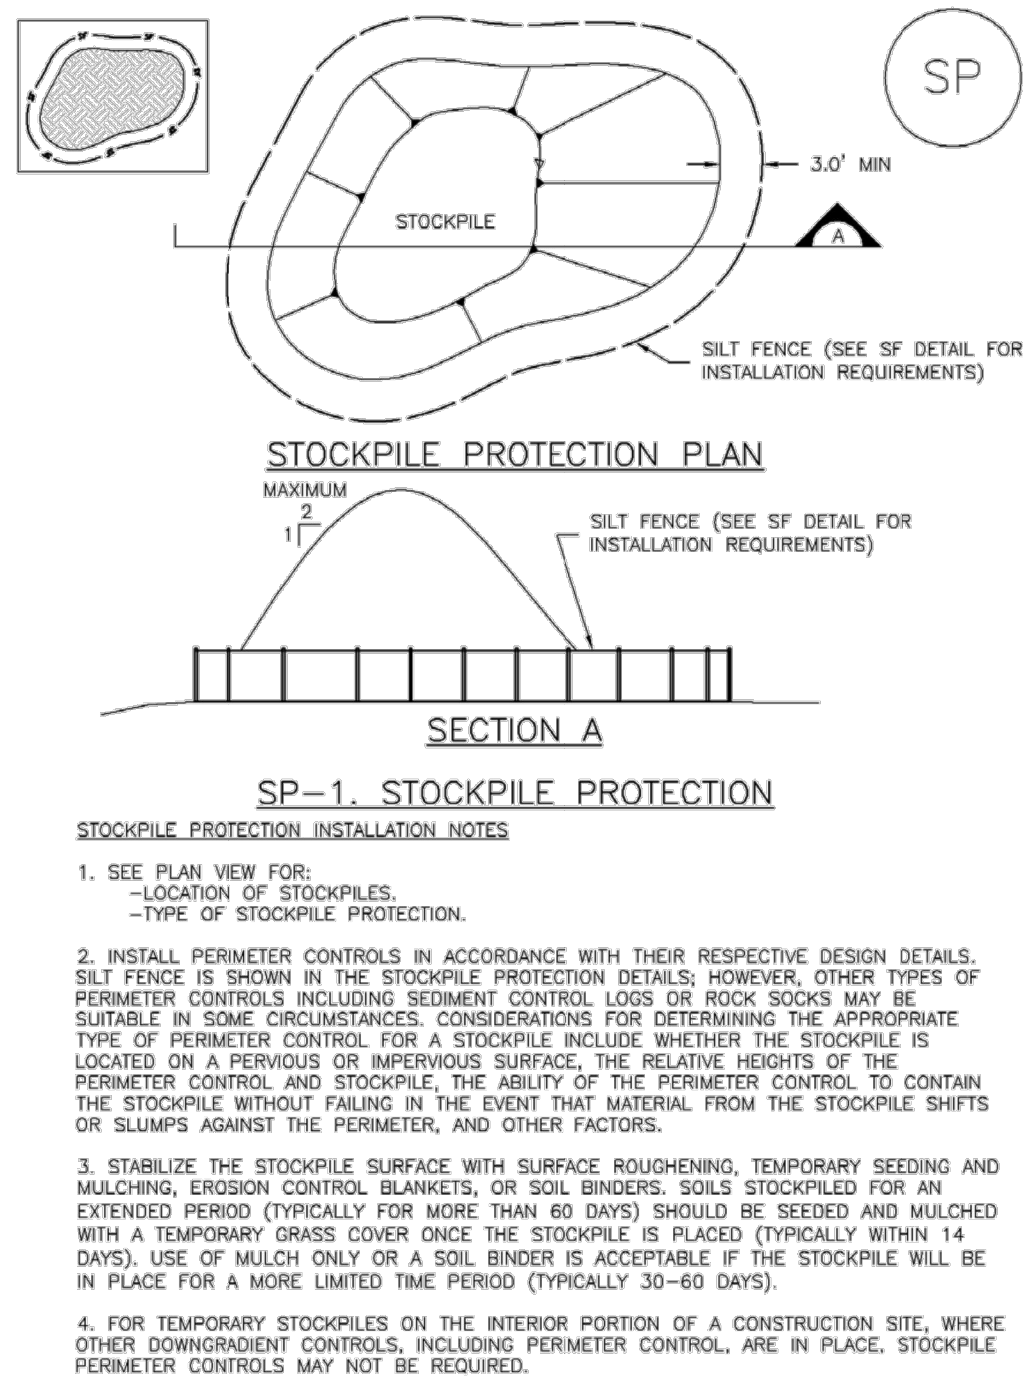 SP
3.0' MIN
STOCKPILE
A
SILT FENCE (SEE SF DETAIL FOR
INSTALLATION REQUIREMENTS)
STOCKPILE PROTECTION PLAN
MAXIMUM
2
1
SILT FENCE (SEE SF DETAIL FOR
INSTALLATION REQUIREMENTS)
SECTION A
SP-1. STOCKPILE PROTECTION
STOCKPILE PROTECTION INSTALLATION NOTES
1. SEE PLAN VIEW FOR:
-LOCATION OF STOCKPILES.
-TYPE OF STOCKPILE PROTECTION.
2. INSTALL PERIMETER CONTROLS IN ACCORDANCE WITH THEIR RESPECTIVE DESIGN DETAILS.
SILT FENCE IS SHOWN IN THE STOCKPILE PROTECTION DETAILS; HOWEVER, OTHER TYPES OF
PERIMETER CONTROLS INCLUDING SEDIMENT CONTROL LOGS OR ROCK SOCKS MAY BE
SUITABLE IN SOME CIRCUMSTANCES. CONSIDERATIONS FOR DETERMINING THE APPROPRIATE
TYPE OF PERIMETER CONTROL FOR A STOCKPILE INCLUDE WHETHER THE STOCKPILE IS
LOCATED ON A PERVIOUS OR IMPERVIOUS SURFACE, THE RELATIVE HEIGHTS OF THE
PERIMETER CONTROL AND STOCKPILE, THE ABILITY OF THE PERIMETER CONTROL TO CONTAIN
THE STOCKPILE WITHOUT FAILING IN THE EVENT THAT MATERIAL FROM THE STOCKPILE SHIFTS
OR SLUMPS AGAINST THE PERIMETER, AND OTHER FACTORS.
3. STABILIZE THE STOCKPILE SURFACE WITH SURFACE ROUGHENING, TEMPORARY SEEDING AND
MULCHING, EROSION CONTROL BLANKETS, OR SOIL BINDERS. SOILS STOCKPILED FOR AN
EXTENDED PERIOD (TYPICALLY FOR MORE THAN 60 DAYS) SHOULD BE SEEDED AND MULCHED
WITH A TEMPORARY GRASS COVER ONCE THE STOCKPILE IS PLACED (TYPICALLY WITHIN 14
DAYS). USE OF MULCH ONLY OR A SOIL BINDER IS ACCEPTABLE IF THE STOCKPILE WILL BE
IN PLACE FOR A MORE LIMITED TIME PERIOD (TYPICALLY 30-60 DAYS).
4. FOR TEMPORARY STOCKPILES ON THE INTERIOR PORTION OF A CONSTRUCTION SITE, WHERE
OTHER DOWNGRADIENT CONTROLS, INCLUDING PERIMETER CONTROL, ARE IN PLACE, STOCKPILE
PERIMETER CONTROLS MAY NOT BE REQUIRED.